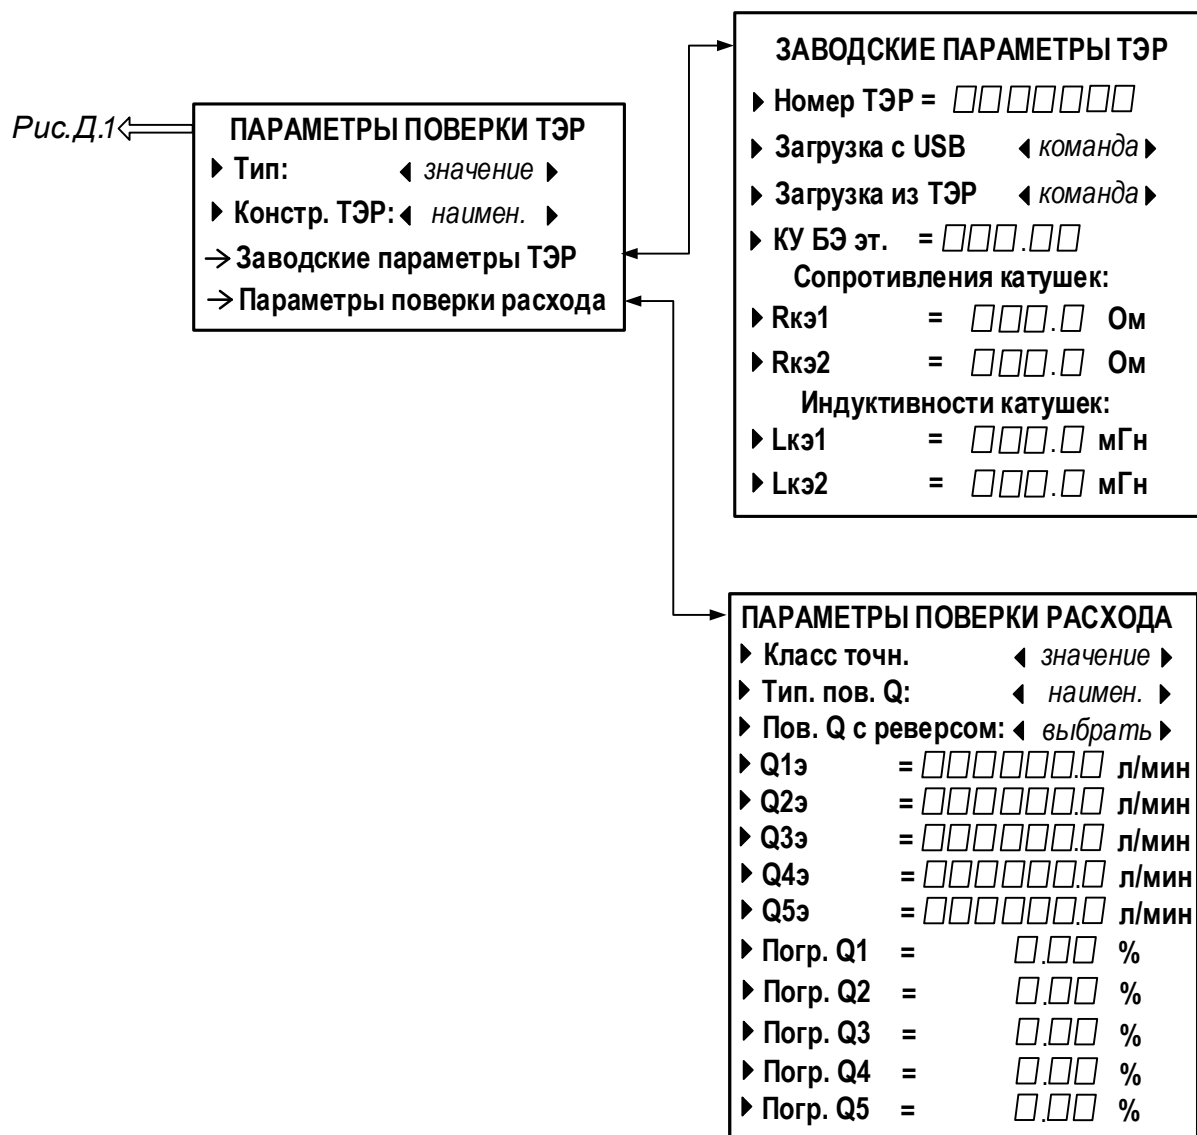 Рис.Д.1
ПАРАМЕТРЫ ПОВЕРКИ ТЭР
Тип: значение
Констр. ТЭР: наимен.
Заводские параметры ТЭР
Параметры поверки расхода
ЗАВОДСКИЕ ПАРАМЕТРЫ ТЭР
Номер ТЭР =
Загрузка с USB команда
Загрузка из ТЭР команда
КУ БЭ эт. = .
Сопротивления катушек:
Rкэ1 = . Ом
Rкэ2 = . Ом
Индуктивности катушек:
Lкэ1 = . мГн
Lкэ2 = . мГн
ПАРАМЕТРЫ ПОВЕРКИ РАСХОДА
Класс точн. значение
Тип. пов. Q: наимен.
Пов. Q с реверсом: выбрать
Q1э = . л/мин
Q2э = . л/мин
Q3э = . л/мин
Q4э = . л/мин
Q5э = . л/мин
Погр. Q1 = . %
Погр. Q2 = . %
Погр. Q3 = . %
Погр. Q4 = . %
Погр. Q5 = . %